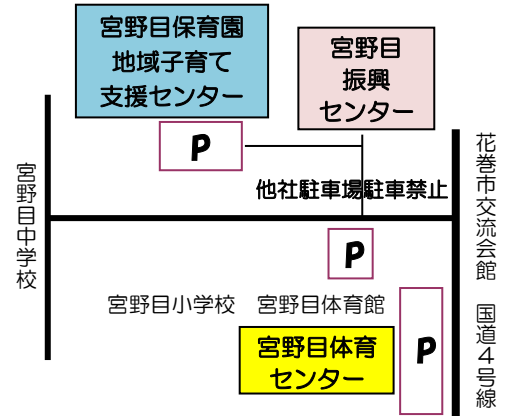 宮野目保育園
地域子育て
支援センター
宮野目
振興
センター
P
他社駐車場駐車禁止
宮野目中学校
花巻市交流会館　国道４号線
P
宮野目小学校　宮野目体育館
宮野目体育
センター
P